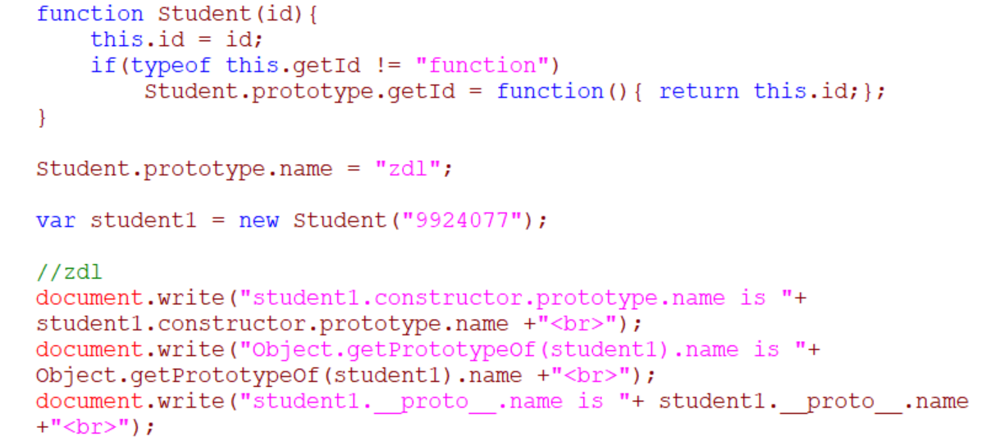 function Student(id){
    this.id = id;
    if(typeof this.getId != "function")
        Student.prototype.getId = function(){ return this.id;};
}
Student.prototype.name = "zdl";
var student1 = new Student("9924077");
//zdl
document.write("student1.constructor.prototype.name is "+
student1.constructor.prototype.name +"<br>");
document.write("Object.getPrototypeOf(student1).name is "+
Object.getPrototypeOf(student1).name +"<br>");
document.write("student1.__proto__.name is "+ student1.__proto__.name
+"<br>");